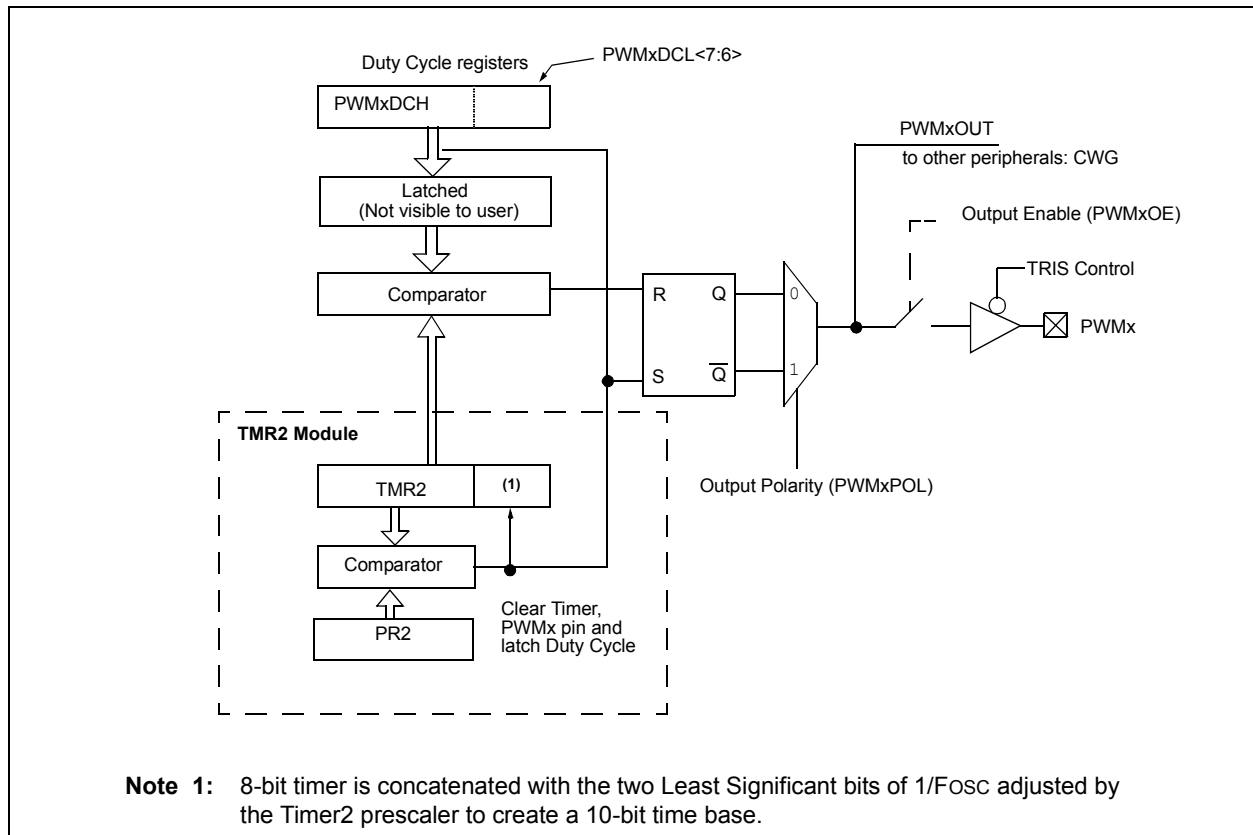 Duty Cycle registers
PWMxDCL<7:6>
PWMxDCH
Latched
(Not visible to user)
Comparator
R
Q
S
Q̅
0
1
PWMxOUT
to other peripherals: CWG
Output Enable (PWMxOE)
TRIS Control
PWMx
Output Polarity (PWMxPOL)
TMR2 Module
TMR2
(1)
Comparator
PR2
Clear Timer,
PWMx pin and
latch Duty Cycle
Note 1: 8-bit timer is concatenated with the two Least Significant bits of 1/FOSC adjusted by
the Timer2 prescaler to create a 10-bit time base.